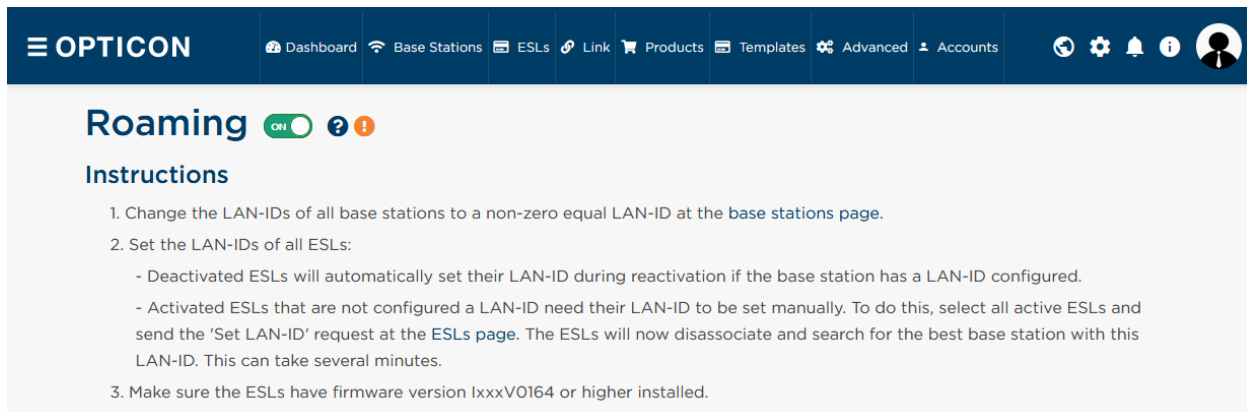 OPTICON Dashboard Base Stations ESLs Link Products Templates Advanced Accounts
Roaming ON
Instructions
1. Change the LAN-IDs of all base stations to a non-zero equal LAN-ID at the base stations page.
2. Set the LAN-IDs of all ESLs:
- Deactivated ESLs will automatically set their LAN-ID during reactivation if the base station has a LAN-ID configured.
- Activated ESLs that are not configured a LAN-ID need their LAN-ID to be set manually. To do this, select all active ESLs and
send the 'Set LAN-ID' request at the ESLs page. The ESLs will now disassociate and search for the best base station with this
LAN-ID. This can take several minutes.
3. Make sure the ESLs have firmware version IxxxV0164 or higher installed.